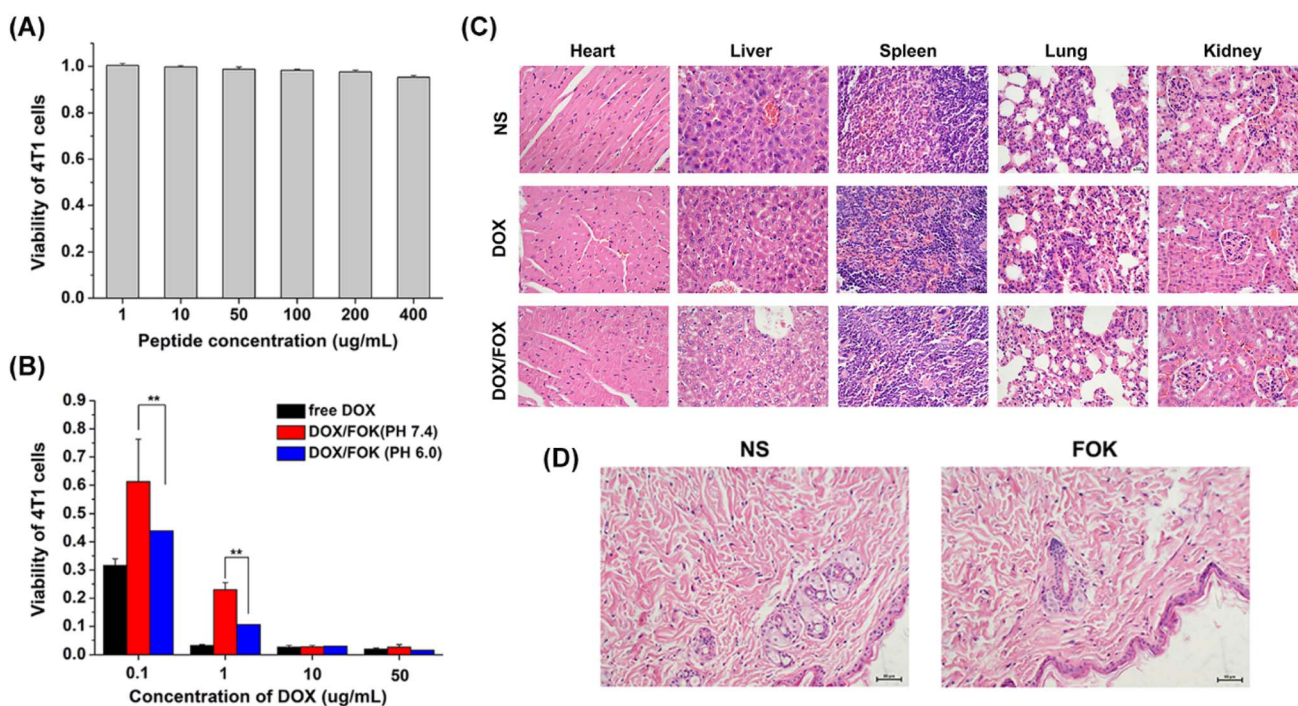 (A)
Viability of 4T1 cells
1.0
0.8
0.6
0.4
0.2
0.0
1 10 50 100 200 400
Peptide concentration (ug/mL)
(B)
Viability of 4T1 cells
0.9
0.8
0.7
0.6
0.5
0.4
0.3
0.2
0.1
0.0
**
**
free DOX
DOX/FOK(PH 7.4)
DOX/FOK (PH 6.0)
0.1 1 10 50
Concentration of DOX (ug/mL)
(C)
Heart Liver Spleen Lung Kidney
NS
DOX
DOX/FOX
(D)
NS FOK